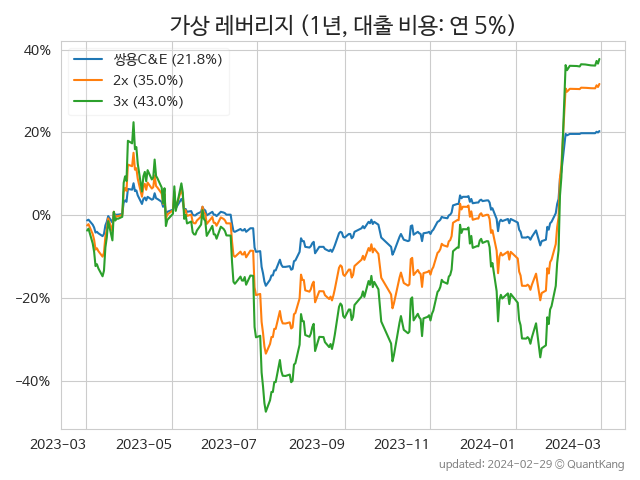 가상 레버리지 (1년, 대출 비용: 연 5%)
쌍용C&E (21.8%)
2x (35.0%)
3x (43.0%)
40%
20%
0%
−20%
−40%
2023-03 2023-05 2023-07 2023-09 2023-11 2024-01 2024-03
updated: 2024-02-29 © QuantKang